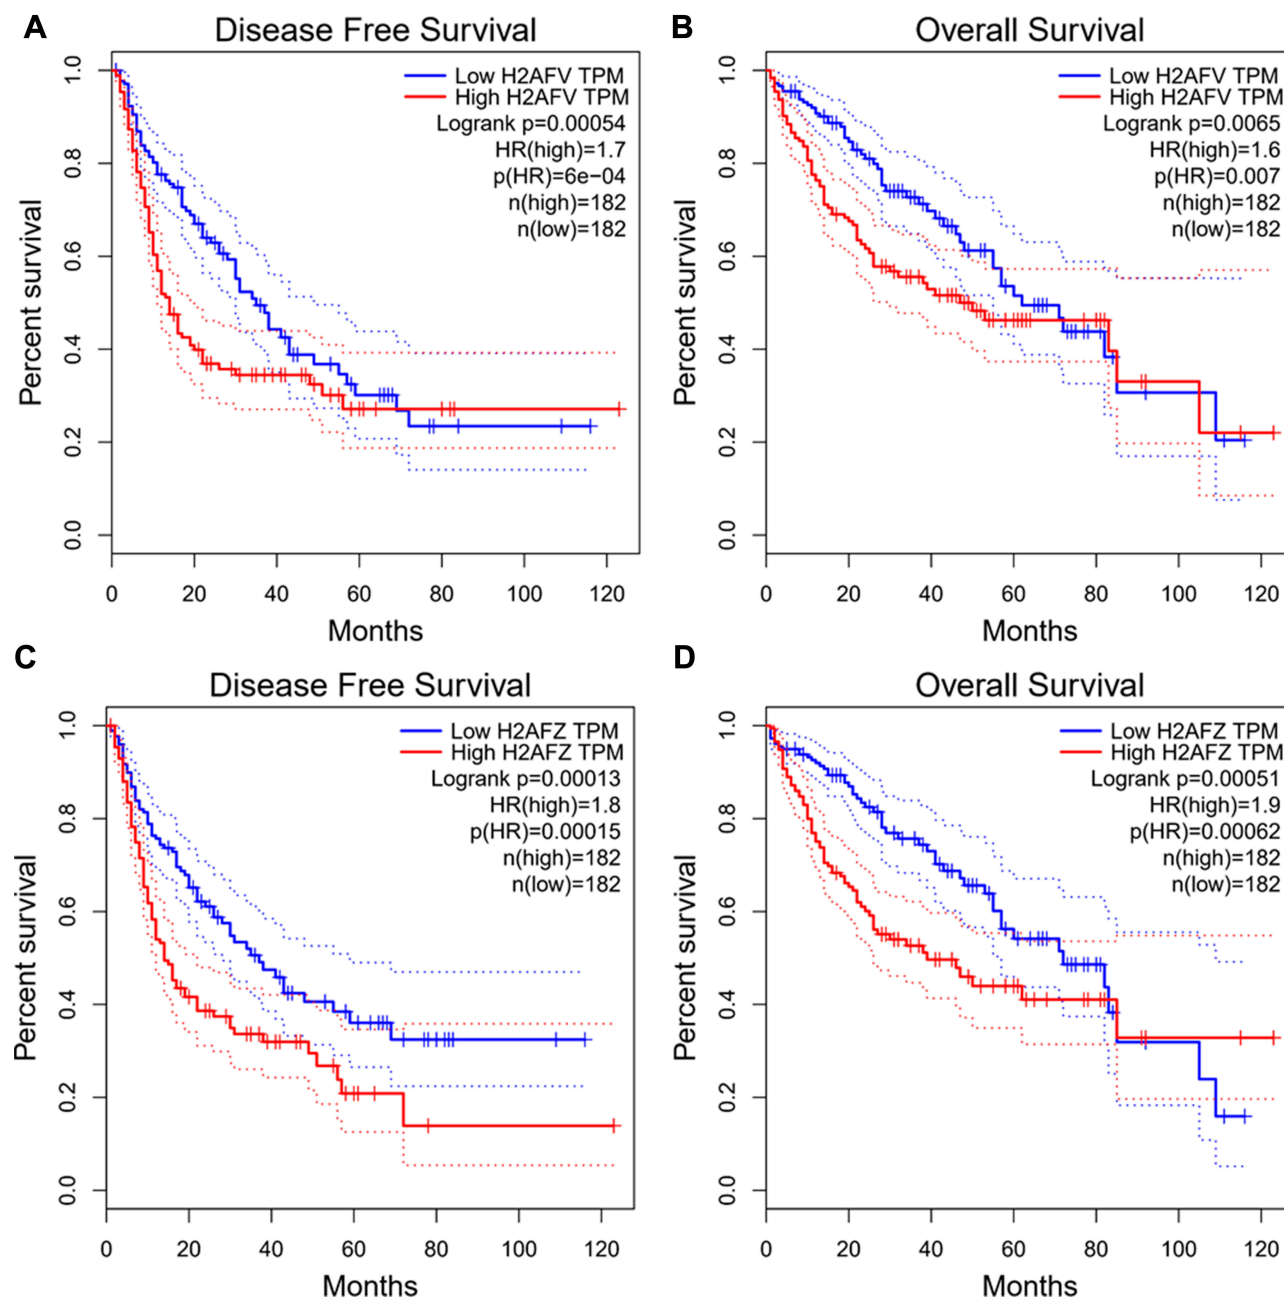 A
Disease Free Survival
Low H2AFV TPM
High H2AFV TPM
Logrank p=0.00054
HR(high)=1.7
p(HR)=6e−04
n(high)=182
n(low)=182
Percent survival
0.0
0.2
0.4
0.6
0.8
1.0
0 20 40 60 80 100 120
Months
B
Overall Survival
Low H2AFV TPM
High H2AFV TPM
Logrank p=0.0065
HR(high)=1.6
p(HR)=0.007
n(high)=182
n(low)=182
Percent survival
0.0
0.2
0.4
0.6
0.8
1.0
0 20 40 60 80 100 120
Months
C
Disease Free Survival
Low H2AFZ TPM
High H2AFZ TPM
Logrank p=0.00013
HR(high)=1.8
p(HR)=0.00015
n(high)=182
n(low)=182
Percent survival
0.0
0.2
0.4
0.6
0.8
1.0
0 20 40 60 80 100 120
Months
D
Overall Survival
Low H2AFZ TPM
High H2AFZ TPM
Logrank p=0.00051
HR(high)=1.9
p(HR)=0.00062
n(high)=182
n(low)=182
Percent survival
0.0
0.2
0.4
0.6
0.8
1.0
0 20 40 60 80 100 120
Months